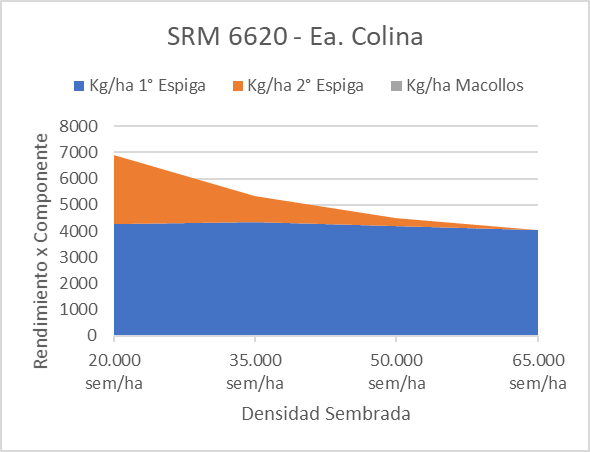 SRM 6620 - Ea. Colina
Kg/ha 1° Espiga Kg/ha 2° Espiga Kg/ha Macollos
Rendimiento x Componente
8000
7000
6000
5000
4000
3000
2000
1000
0
20.000 35.000 50.000 65.000
sem/ha sem/ha sem/ha sem/ha
Densidad Sembrada